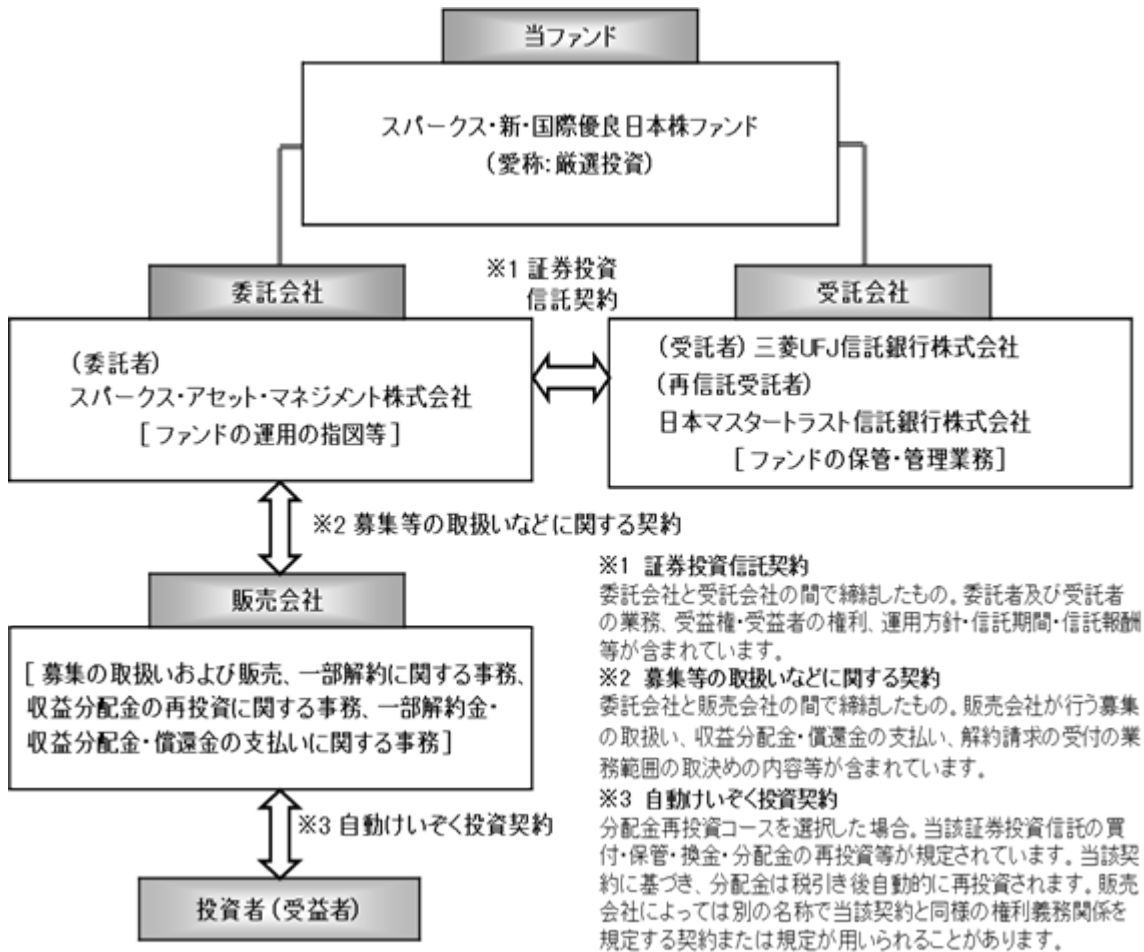 当ファンド
スパークス・新・国際優良日本株ファンド
(愛称:厳選投資)
※1 証券投資
信託契約
委託会社
(委託者)
スパークス・アセット・マネジメント株式会社
[ファンドの運用の指図等]
受託会社
(受託者) 三菱UFJ信託銀行株式会社
(再信託受託者)
日本マスタートラスト信託銀行株式会社
[ファンドの保管・管理業務]
※2 募集等の取扱いなどに関する契約
販売会社
[ 募集の取扱いおよび販売、一部解約に関する事務、
収益分配金の再投資に関する事務、一部解約金・
収益分配金・償還金の支払いに関する事務]
※3 自動けいぞく投資契約
投資者(受益者)
※1 証券投資信託契約
委託会社と受託会社の間で締結したもの。委託者及び受託者
の業務、受益権・受益者の権利、運用方針・信託期間・信託報酬
等が含まれています。
※2 募集等の取扱いなどに関する契約
委託会社と販売会社の間で締結したもの。販売会社が行う募集
の取扱い、収益分配金・償還金の支払い、解約請求の受付の業
務範囲の取決めの内容等が含まれています。
※3 自動けいぞく投資契約
分配金再投資コースを選択した場合。当該証券投資信託の買
付・保管・換金・分配金の再投資等が規定されています。当該契
約に基づき、分配金は税引き後自動的に再投資されます。販売
会社によっては別の名称で当該契約と同様の権利義務関係を
規定する契約または規定が用いられることがあります。